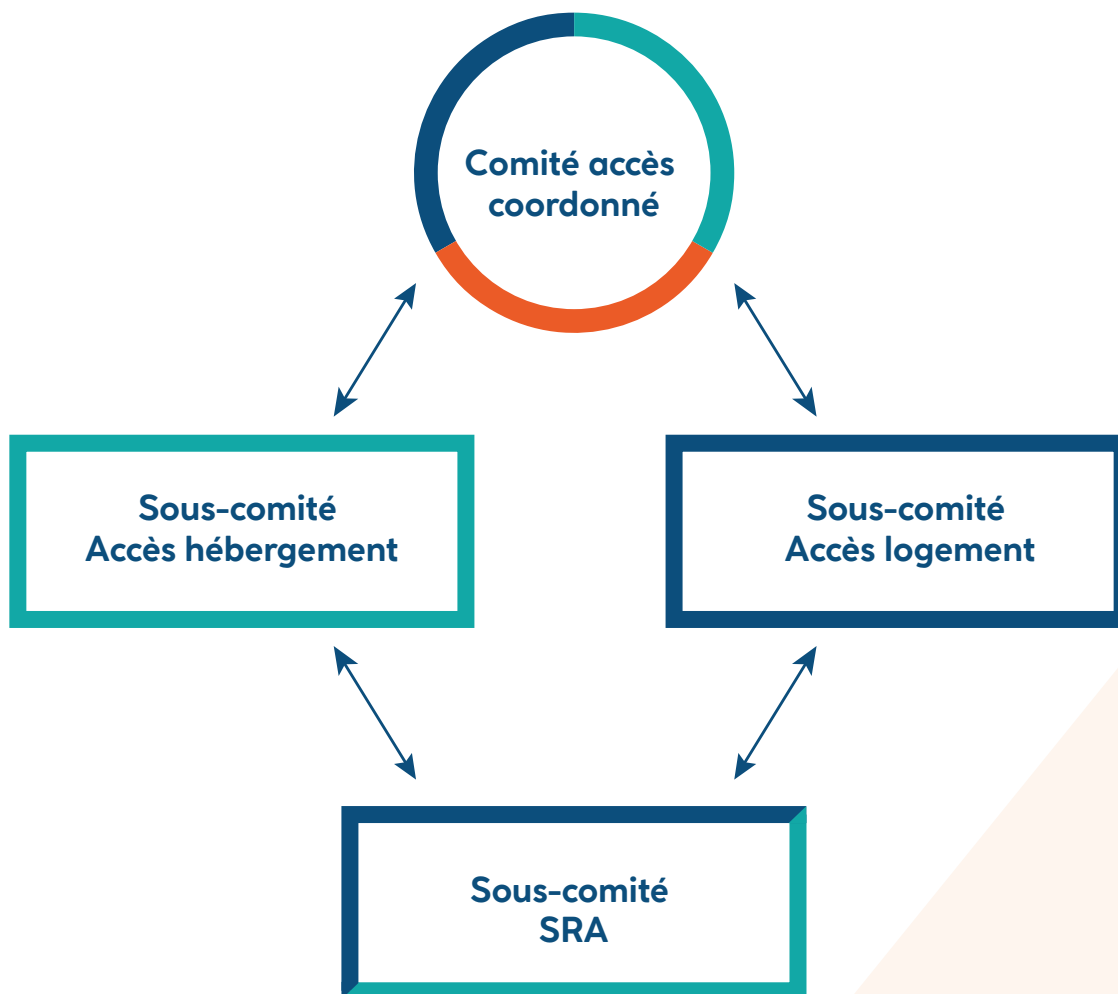 Comité accès
coordonné
Sous-comité
Accès hébergement
Sous-comité
Accès logement
Sous-comité
SRA